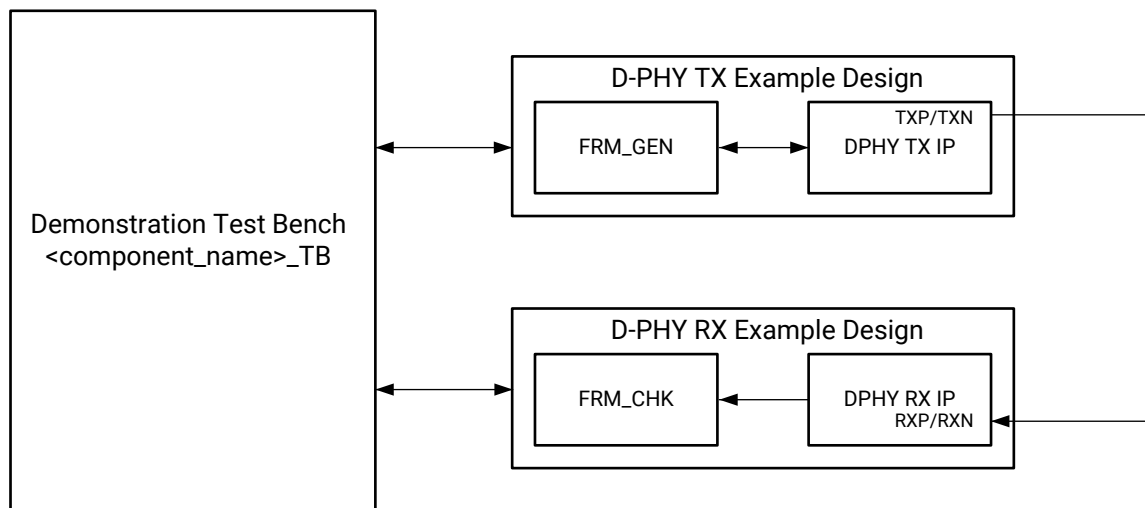 Demonstration Test Bench
<component_name>_TB
D-PHY TX Example Design
FRM_GEN
TXP/TXN
DPHY TX IP
D-PHY RX Example Design
FRM_CHK
DPHY RX IP
RXP/RXN